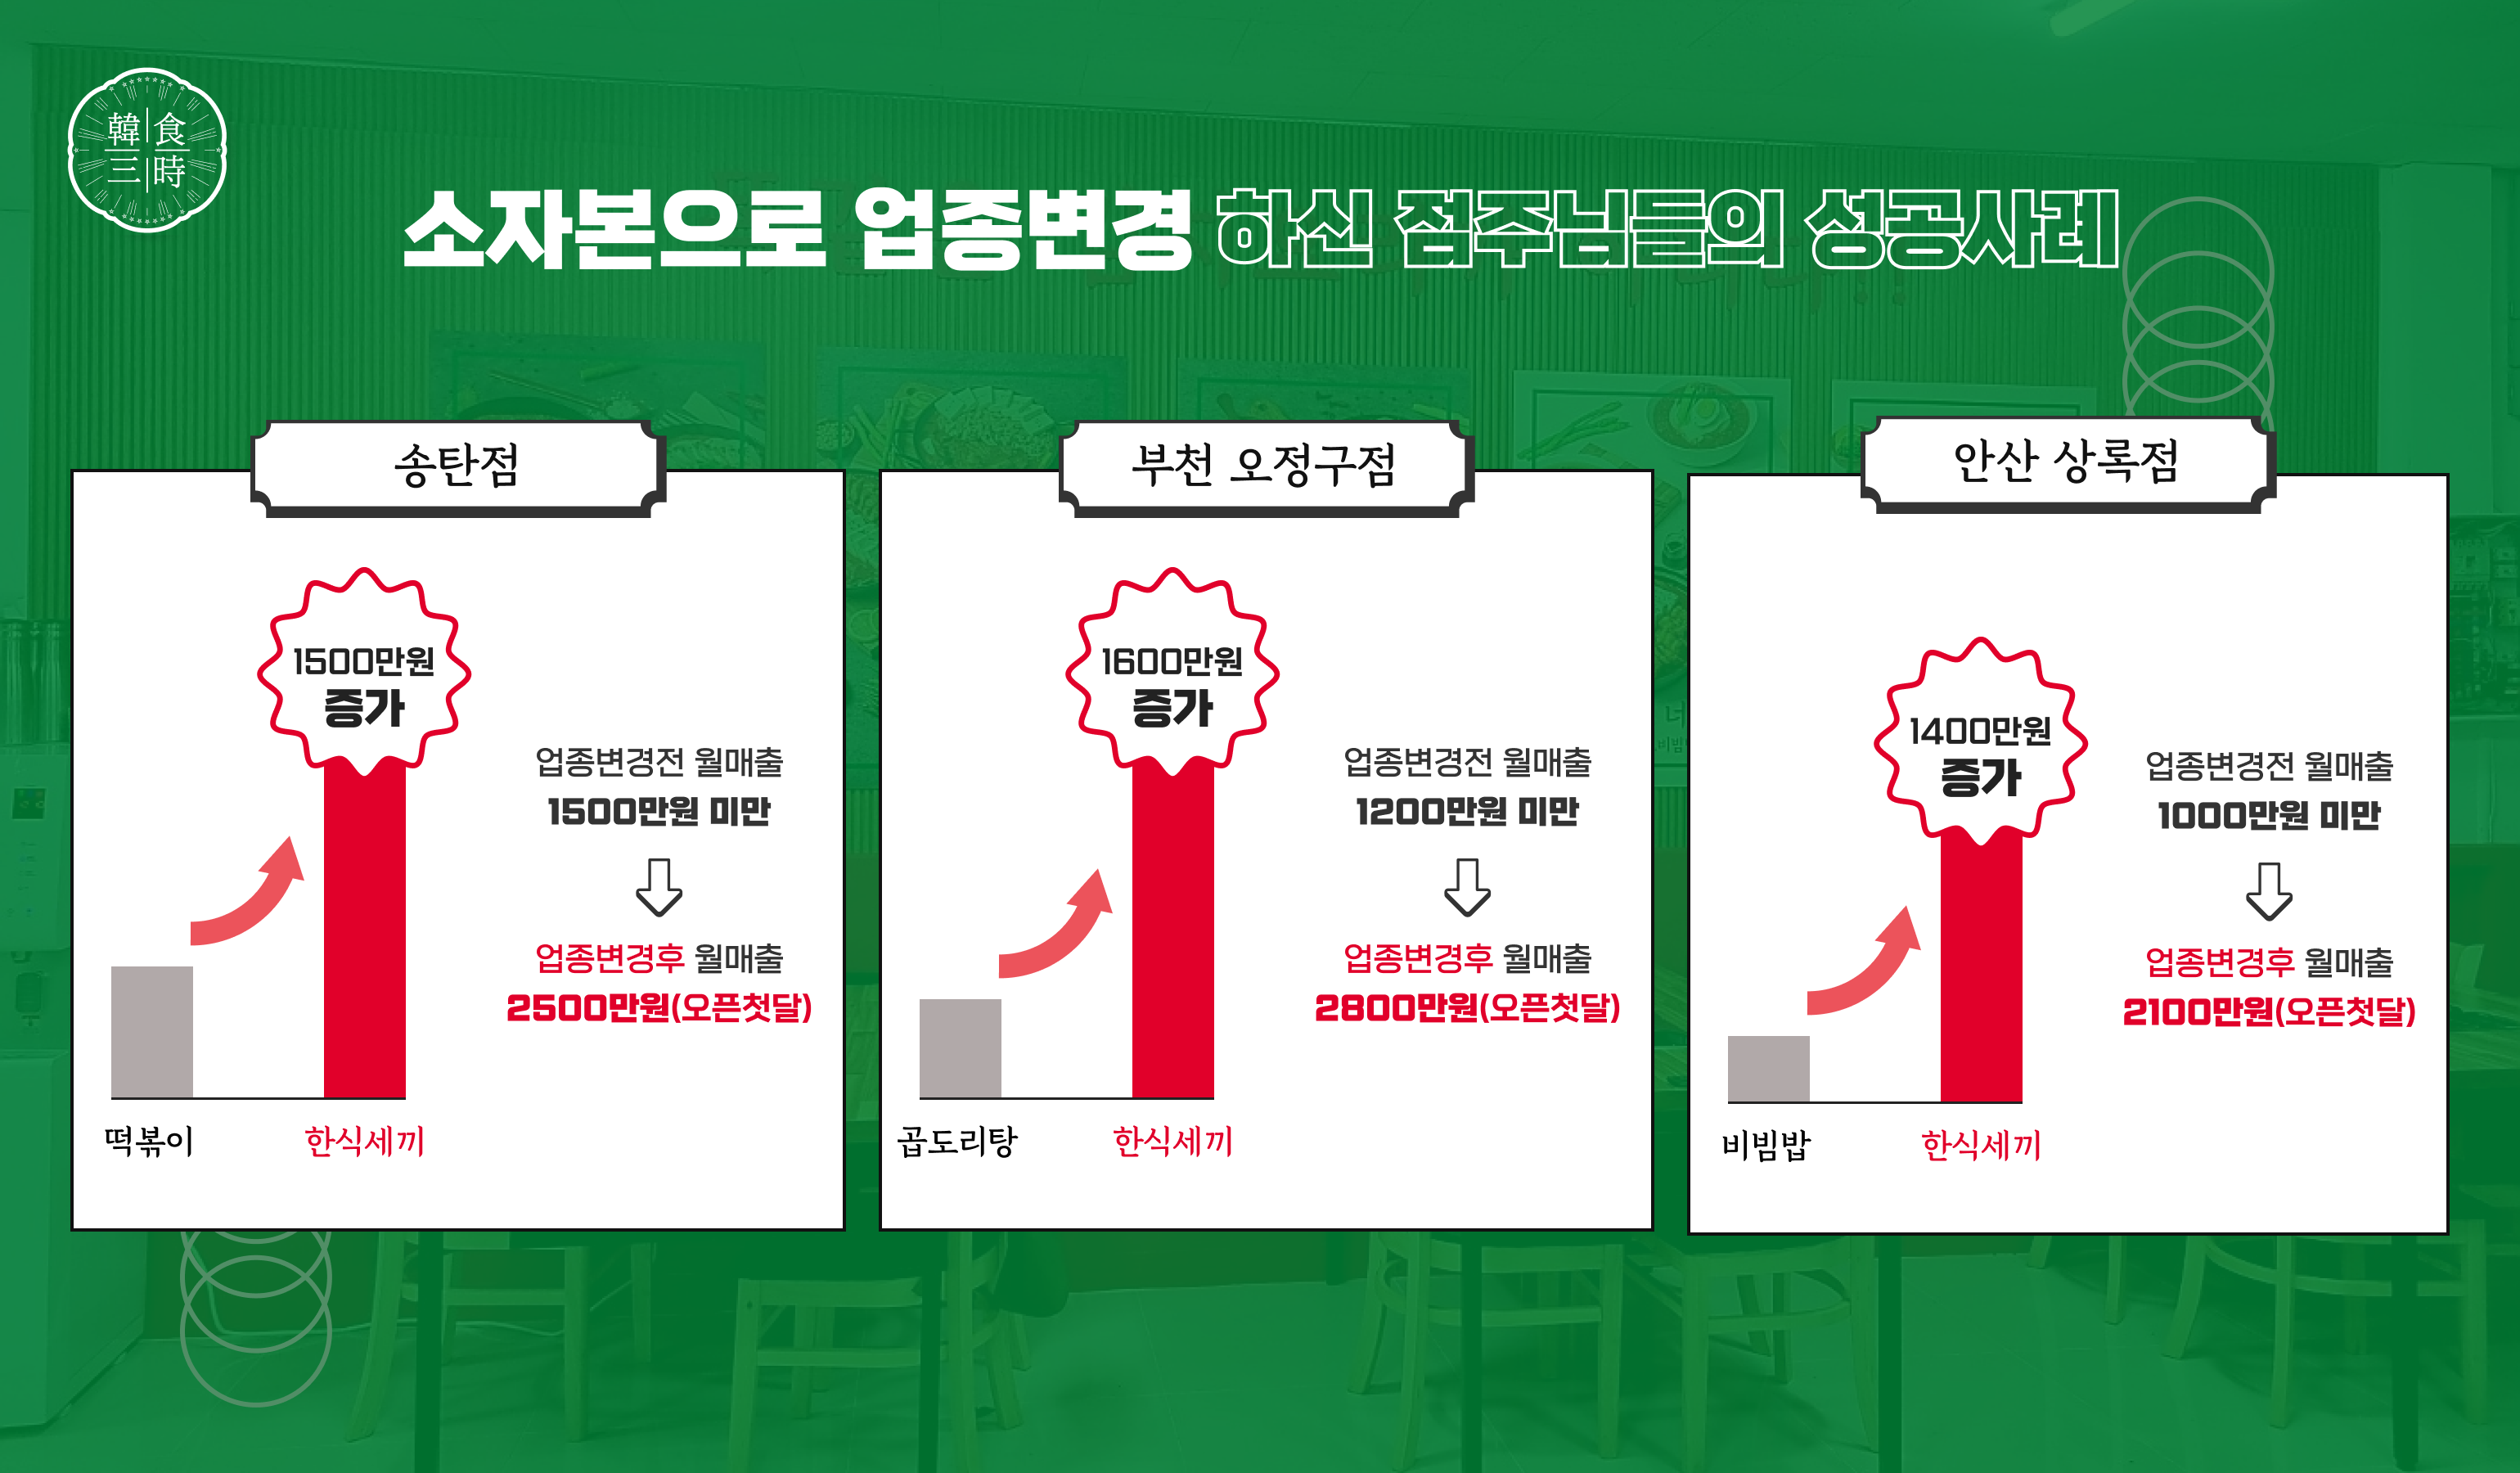 韓食
三時
소자본으로 업종변경 하신 점주님들의 성공사례
송탄점
1500만원
증가
업종변경전 월매출
1500만원 미만
업종변경후 월매출
2500만원(오픈첫달)
떡볶이
한식세끼
부천 오정구점
1600만원
증가
업종변경전 월매출
1200만원 미만
업종변경후 월매출
2800만원(오픈첫달)
곱도리탕
한식세끼
안산 상록점
1400만원
증가
업종변경전 월매출
1000만원 미만
업종변경후 월매출
2100만원(오픈첫달)
비빔밥
한식세끼